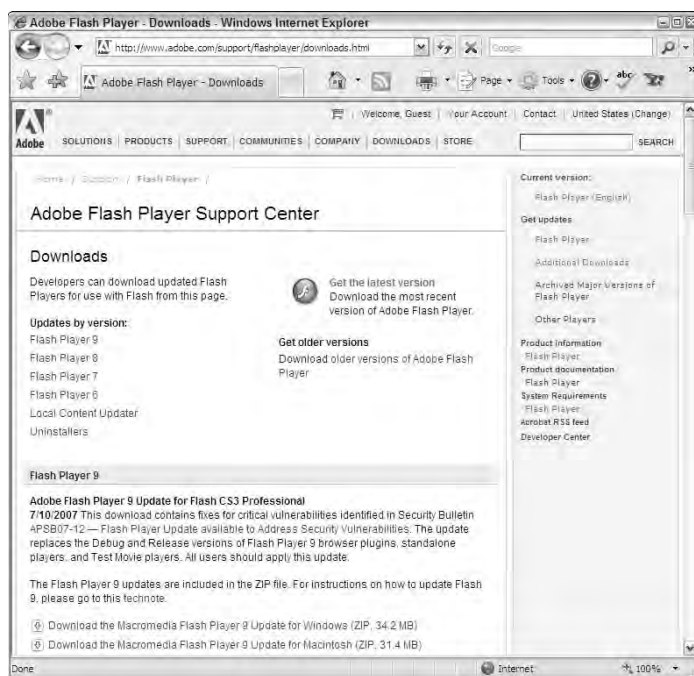 Adobe Flash Player - Downloads - Windows Internet Explorer
http://www.adobe.com/support/flashplayer/downloads.html
Google
Adobe Flash Player - Downloads
Page
Tools
abc
Welcome, Guest | Your Account | Contact | United States (Change)
Adobe
SOLUTIONS | PRODUCTS | SUPPORT | COMMUNITIES | COMPANY | DOWNLOADS | STORE
SEARCH
Home / Support / Flash Player /
Adobe Flash Player Support Center
Downloads
Developers can download updated Flash
Players for use with Flash from this page.
Updates by version:
Flash Player 9
Flash Player 8
Flash Player 7
Flash Player 6
Local Content Updater
Uninstallers
Get the latest version
Download the most recent
version of Adobe Flash Player.
Get older versions
Download older versions of Adobe Flash
Player
Flash Player 9
Adobe Flash Player 9 Update for Flash CS3 Professional
7/10/2007 This download contains fixes for critical vulnerabilities identified in Security Bulletin
APSB07-12 — Flash Player Update available to Address Security Vulnerabilities. The update
replaces the Debug and Release versions of Flash Player 9 browser plugins, standalone
players, and Test Movie players. All users should apply this update.
The Flash Player 9 updates are included in the ZIP file. For instructions on how to update Flash
9, please go to this technote.
Download the Macromedia Flash Player 9 Update for Windows (ZIP, 34.2 MB)
Download the Macromedia Flash Player 9 Update for Macintosh (ZIP, 31.4 MB)
Current version:
Flash Player (English)
Get updates
Flash Player
Additional Downloads
Archived Major Versions of
Flash Player
Other Players
Product information
Flash Player
Product documentation
Flash Player
System Requirements
Flash Player
Acrobat RSS feed
Developer Center
Done
Internet
100%